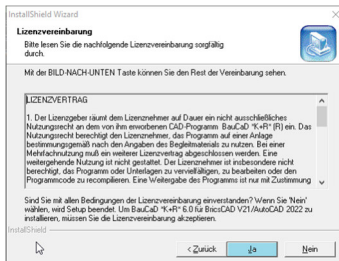 InstallShield Wizard
Lizenzvereinbarung
Bitte lesen Sie die nachfolgende Lizenzvereinbarung sorgfältig
durch.
Mit der BILD-NACH-UNTEN Taste können Sie den Rest der Vereinbarung sehen.
LIZENZVERTRAG
1. Der Lizenzgeber räumt dem Lizenznehmer auf Dauer ein nicht ausschließliches
Nutzungsrecht an dem von ihm erworbenen CAD-Programm BauCaD "K+R" (R) ein. Das
Nutzungsrecht berechtigt den Lizenznehmer, das Programm auf einer Anlage
bestimmungsgemäß nach den Angaben des Begleitmaterials zu nutzen. Bei einer
Mehrfachnutzung muß ein weiterer Lizenzvertrag abgeschlossen werden. Eine
weitergehende Nutzung ist nicht gestattet. Der Lizenznehmer ist insbesondere nicht
berechtigt, das Programm oder Unterlagen zu vervielfältigen, zu bearbeiten oder den
Programmcode zu recompilieren. Eine Weitergabe des Programms ist nur mit Zustimmung
Sind Sie mit allen Bedingungen der Lizenzvereinbarung einverstanden? Wenn Sie 'Nein'
wählen, wird Setup beendet. Um BauCaD "K+R" 6.0 für BricsCAD V21/AutoCAD 2022 zu
installieren, müssen Sie die Lizenzvereinbarung akzeptieren.
InstallShield
< Zurück Ja Nein